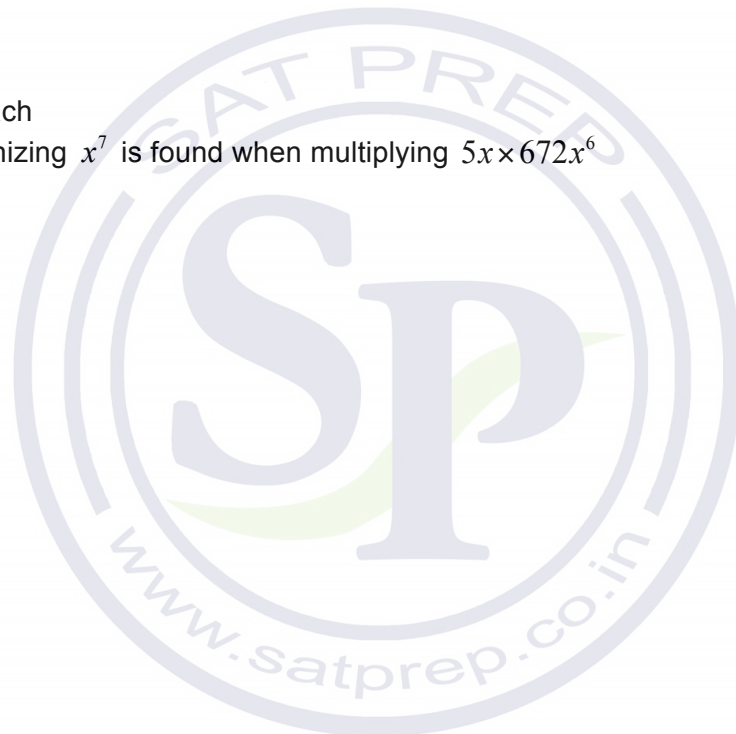 ch
nizing x⁷ is found when multiplying 5x×672x⁶
SAT PREP
SP
www.satprep.co.in